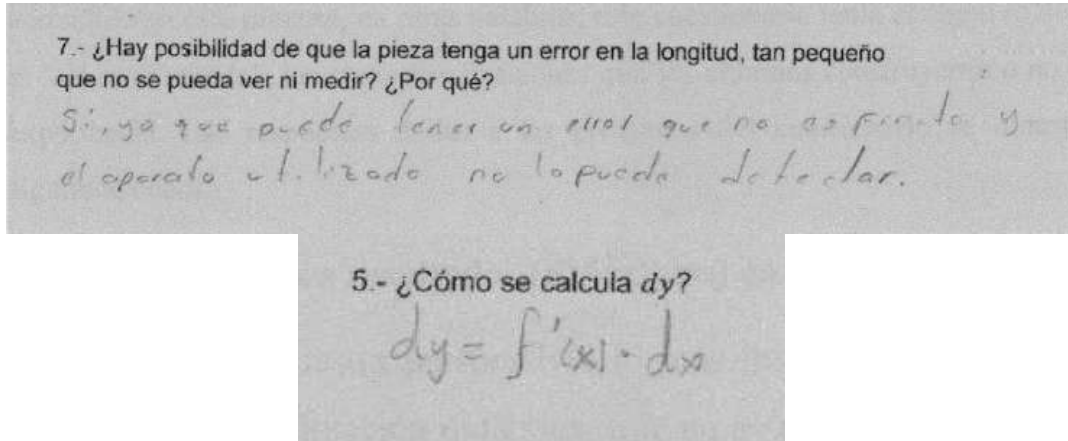 7.- ¿Hay posibilidad de que la pieza tenga un error en la longitud, tan pequeño
que no se pueda ver ni medir? ¿Por qué?
Si, ya que puede tener un error que no es finito y
el aparato utilizado no lo puede detectar.
5.- ¿Cómo se calcula dy?
dy = f'(x) · dx